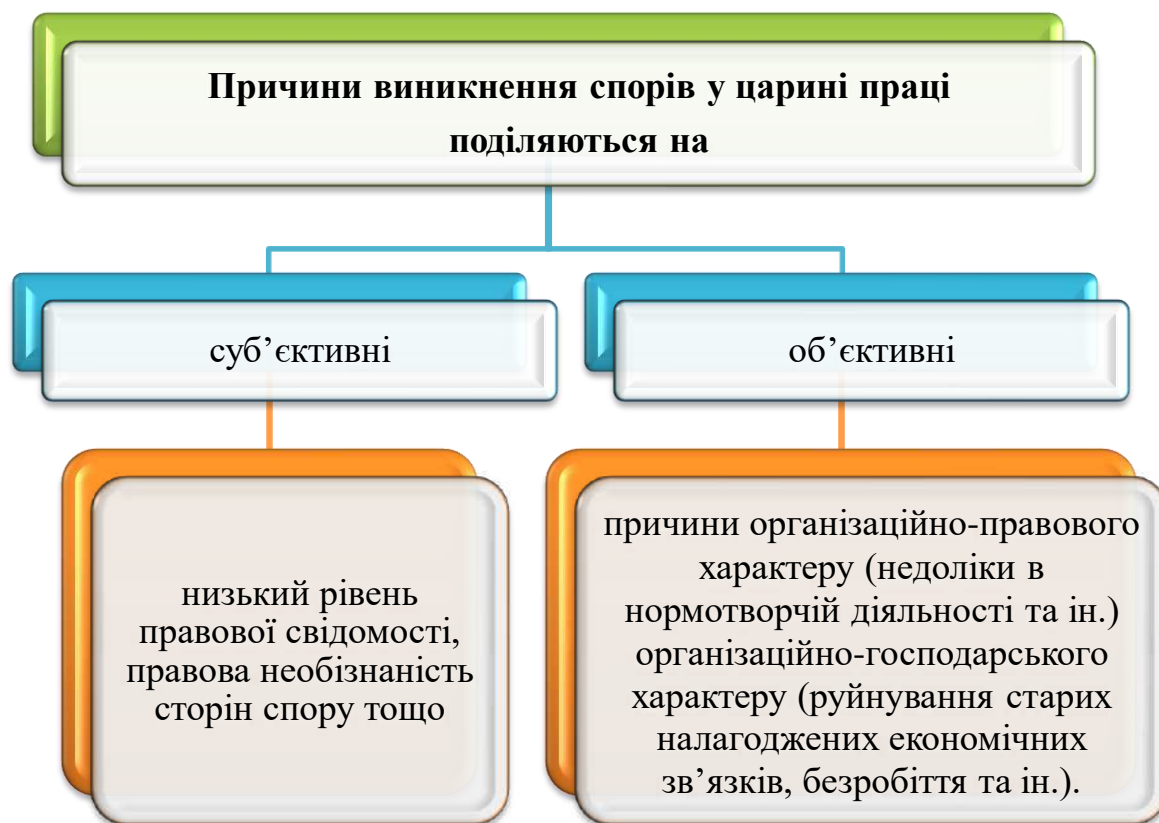 Причини виникнення спорів у царині праці
поділяються на
суб’єктивні
об’єктивні
низький рівень
правової свідомості,
правова необізнаність
сторін спору тощо
причини організаційно-правового
характеру (недоліки в
нормотворчій діяльності та ін.)
організаційно-господарського
характеру (руйнування старих
налагоджених економічних
зв’язків, безробіття та ін.).